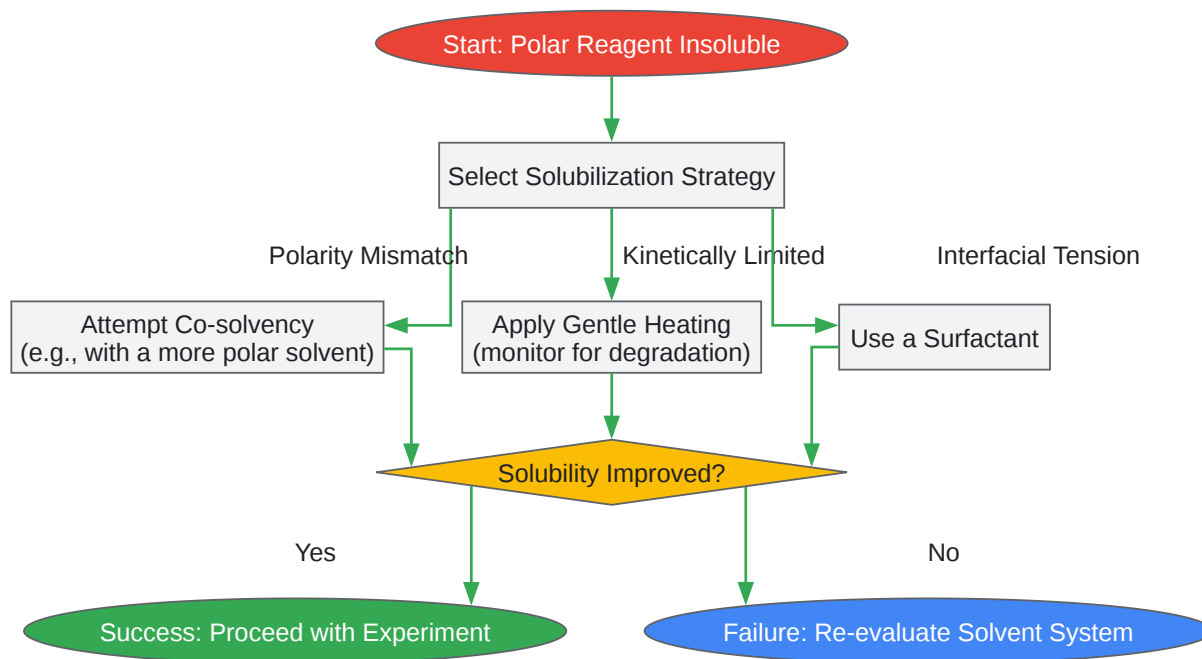 Start: Polar Reagent Insoluble
Select Solubilization Strategy
Polarity Mismatch
Kinetically Limited
Interfacial Tension
Attempt Co-solvency
(e.g., with a more polar solvent)
Apply Gentle Heating
(monitor for degradation)
Use a Surfactant
Solubility Improved?
Yes
No
Success: Proceed with Experiment
Failure: Re-evaluate Solvent System